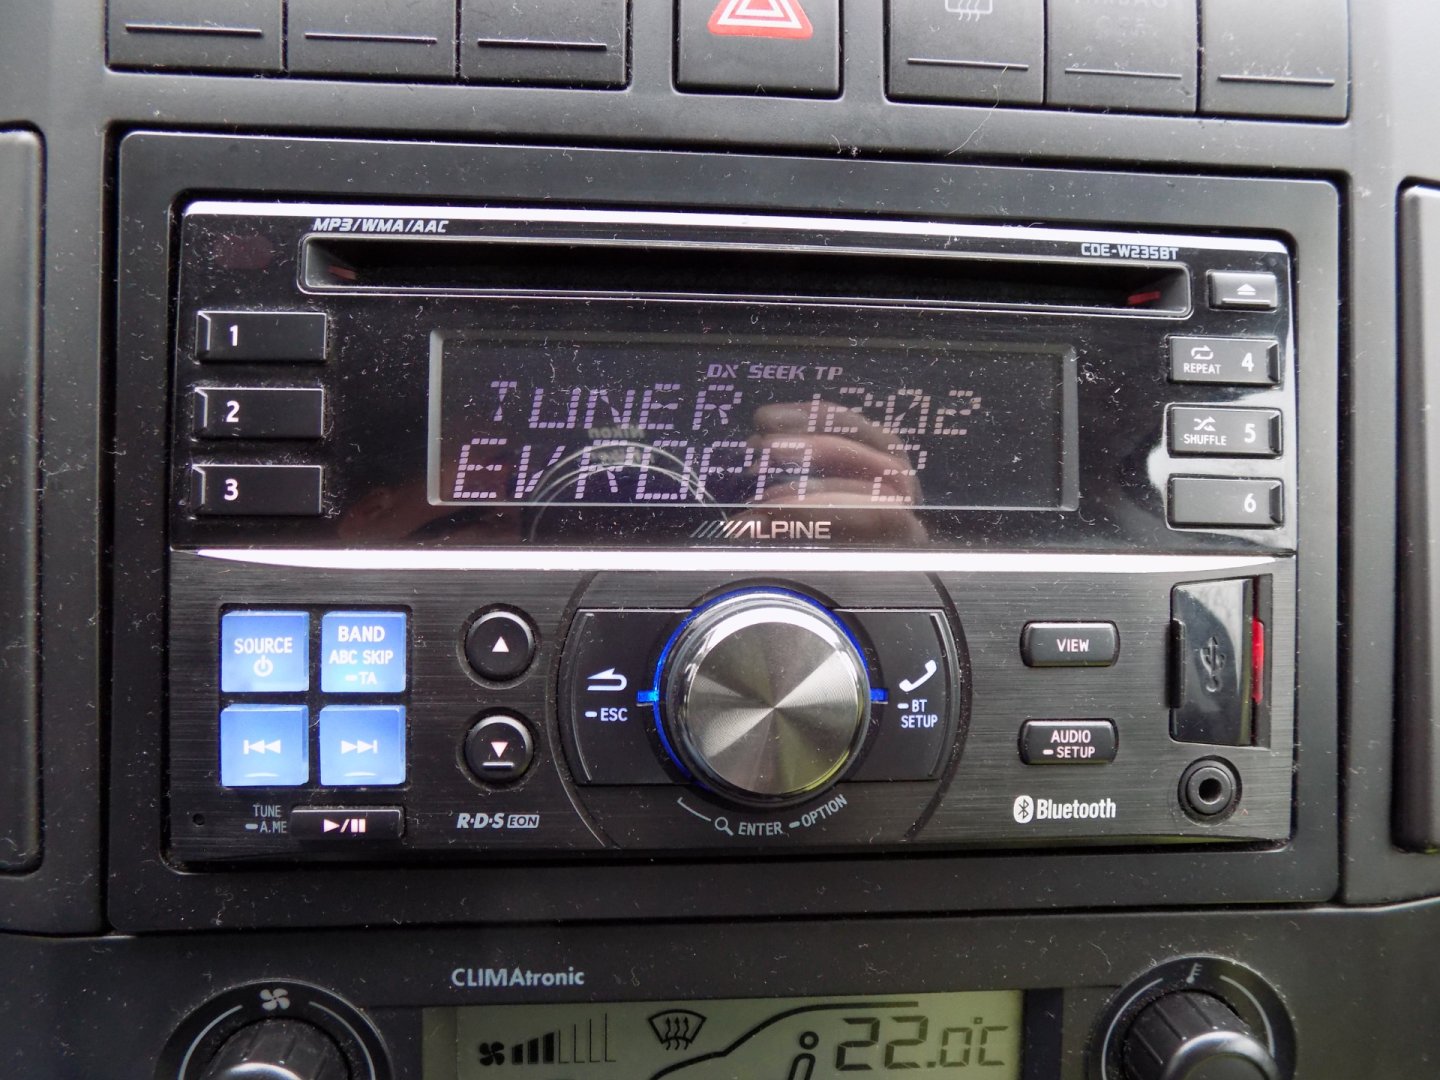 MP3/WMA/AAC
CDE-W235BT
1
2
3
REPEAT 4
SHUFFLE 5
6
DX SEEK TP
TUNER 12:02
EVROPA 2
ALPINE
SOURCE
BAND
ABC SKIP
TA
ESC
BT
SETUP
VIEW
AUDIO
SETUP
TUNE
A.ME
R·D·S EON
ENTER OPTION
Bluetooth
CLIMAtronic
22.0°C